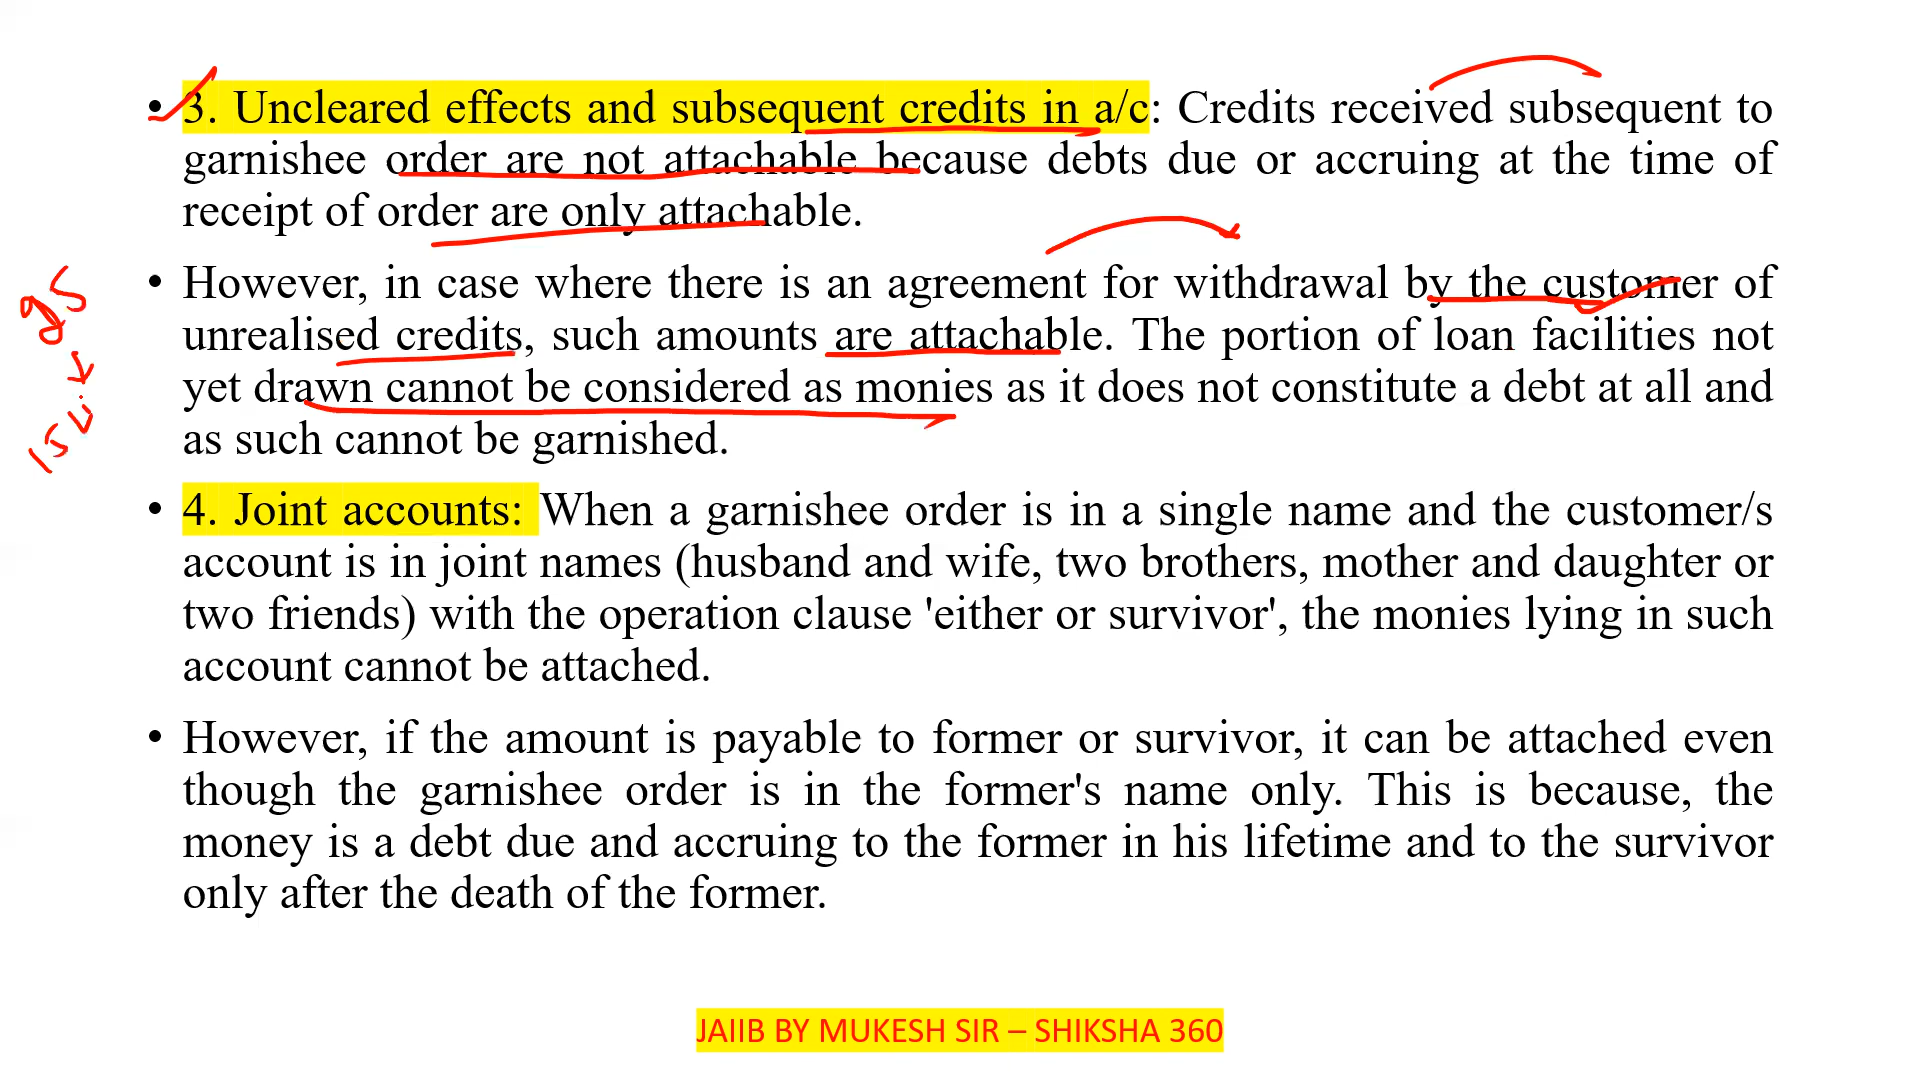 • 3. Uncleared effects and subsequent credits in a/c: Credits received subsequent to
garnishee order are not attachable because debts due or accruing at the time of
receipt of order are only attachable.
• However, in case where there is an agreement for withdrawal by the customer of
unrealised credits, such amounts are attachable. The portion of loan facilities not
yet drawn cannot be considered as monies as it does not constitute a debt at all and
as such cannot be garnished.
• 4. Joint accounts: When a garnishee order is in a single name and the customer/s
account is in joint names (husband and wife, two brothers, mother and daughter or
two friends) with the operation clause 'either or survivor', the monies lying in such
account cannot be attached.
• However, if the amount is payable to former or survivor, it can be attached even
though the garnishee order is in the former's name only. This is because, the
money is a debt due and accruing to the former in his lifetime and to the survivor
only after the death of the former.
JAIIB BY MUKESH SIR – SHIKSHA 360